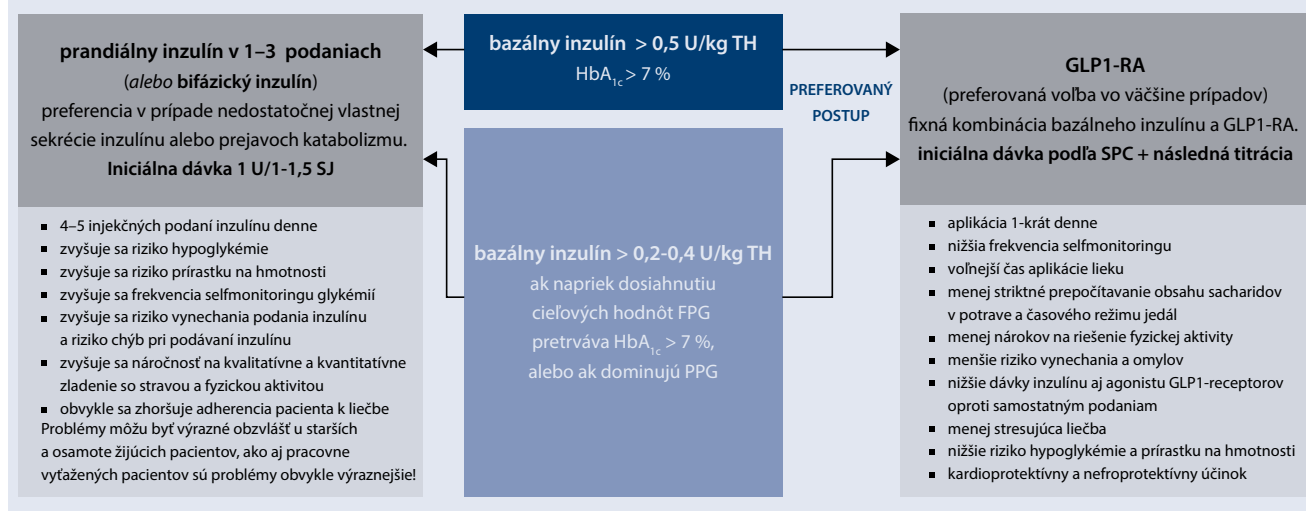 prandiálny inzulín v 1–3 podaniach
(alebo bifázický inzulín)
preferencia v prípade nedostatočnej vlastnej
sekrécie inzulínu alebo prejavoch katabolizmu.
Iniciálna dávka 1 U/1-1,5 SJ
4–5 injekčných podaní inzulínu denne
zvyšuje sa riziko hypoglykémie
zvyšuje sa riziko prírastku na hmotnosti
zvyšuje sa frekvencia selfmonitoringu glykémií
zvyšuje sa riziko vynechania podania inzulínu
a riziko chýb pri podávaní inzulínu
zvyšuje sa náročnosť na kvalitatívne a kvantitatívne
zladenie so stravou a fyzickou aktivitou
obvykle sa zhoršuje adherencia pacienta k liečbe
Problémy môžu byť výrazné obzvlášť u starších
a osamote žijúcich pacientov, ako aj pracovne
vyťažených pacientov sú problémy obvykle výraznejšie!
bazálny inzulín > 0,5 U/kg TH
HbA1c > 7 %
bazálny inzulín > 0,2-0,4 U/kg TH
ak napriek dosiahnutiu
cieľových hodnôt FPG
pretrváva HbA1c > 7 %,
alebo ak dominujú PPG
PREFEROVANÝ
POSTUP
GLP1-RA
(preferovaná voľba vo väčšine prípadov)
fixná kombinácia bazálneho inzulínu a GLP1-RA.
iniciálna dávka podľa SPC + následná titrácia
aplikácia 1-krát denne
nižšia frekvencia selfmonitoringu
voľnejší čas aplikácie lieku
menej striktné prepočítavanie obsahu sacharidov
v potrave a časového režimu jedál
menej nárokov na riešenie fyzickej aktivity
menšie riziko vynechania a omylov
nižšie dávky inzulínu aj agonistu GLP1-receptorov
oproti samostatným podaniam
menej stresujúca liečba
nižšie riziko hypoglykémie a prírastku na hmotnosti
kardioprotektívny a nefroprotektívny účinok